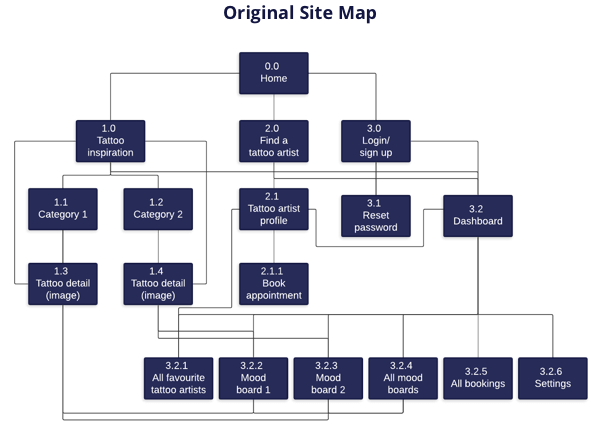 Original Site Map
0.0
Home
1.0
Tattoo
inspiration
2.0
Find a
tattoo artist
3.0
Login/
sign up
1.1
Category 1
1.2
Category 2
2.1
Tattoo artist
profile
3.1
Reset
password
3.2
Dashboard
1.3
Tattoo detail
(image)
1.4
Tattoo detail
(image)
2.1.1
Book
appointment
3.2.1
All favourite
tattoo artists
3.2.2
Mood
board 1
3.2.3
Mood
board 2
3.2.4
All mood
boards
3.2.5
All bookings
3.2.6
Settings